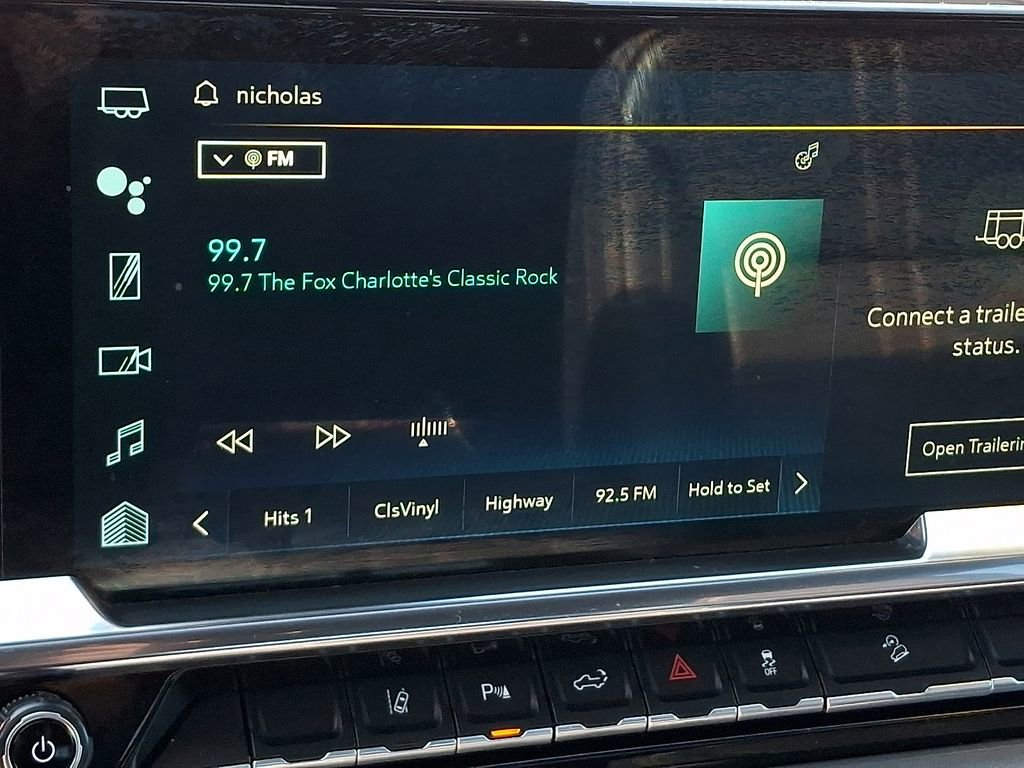 nicholas
FM
99.7
99.7 The Fox Charlotte's Classic Rock
Connect a traile
status.
Open Trailerin
Hits 1
ClsVinyl
Highway
92.5 FM
Hold to Set
P
OFF